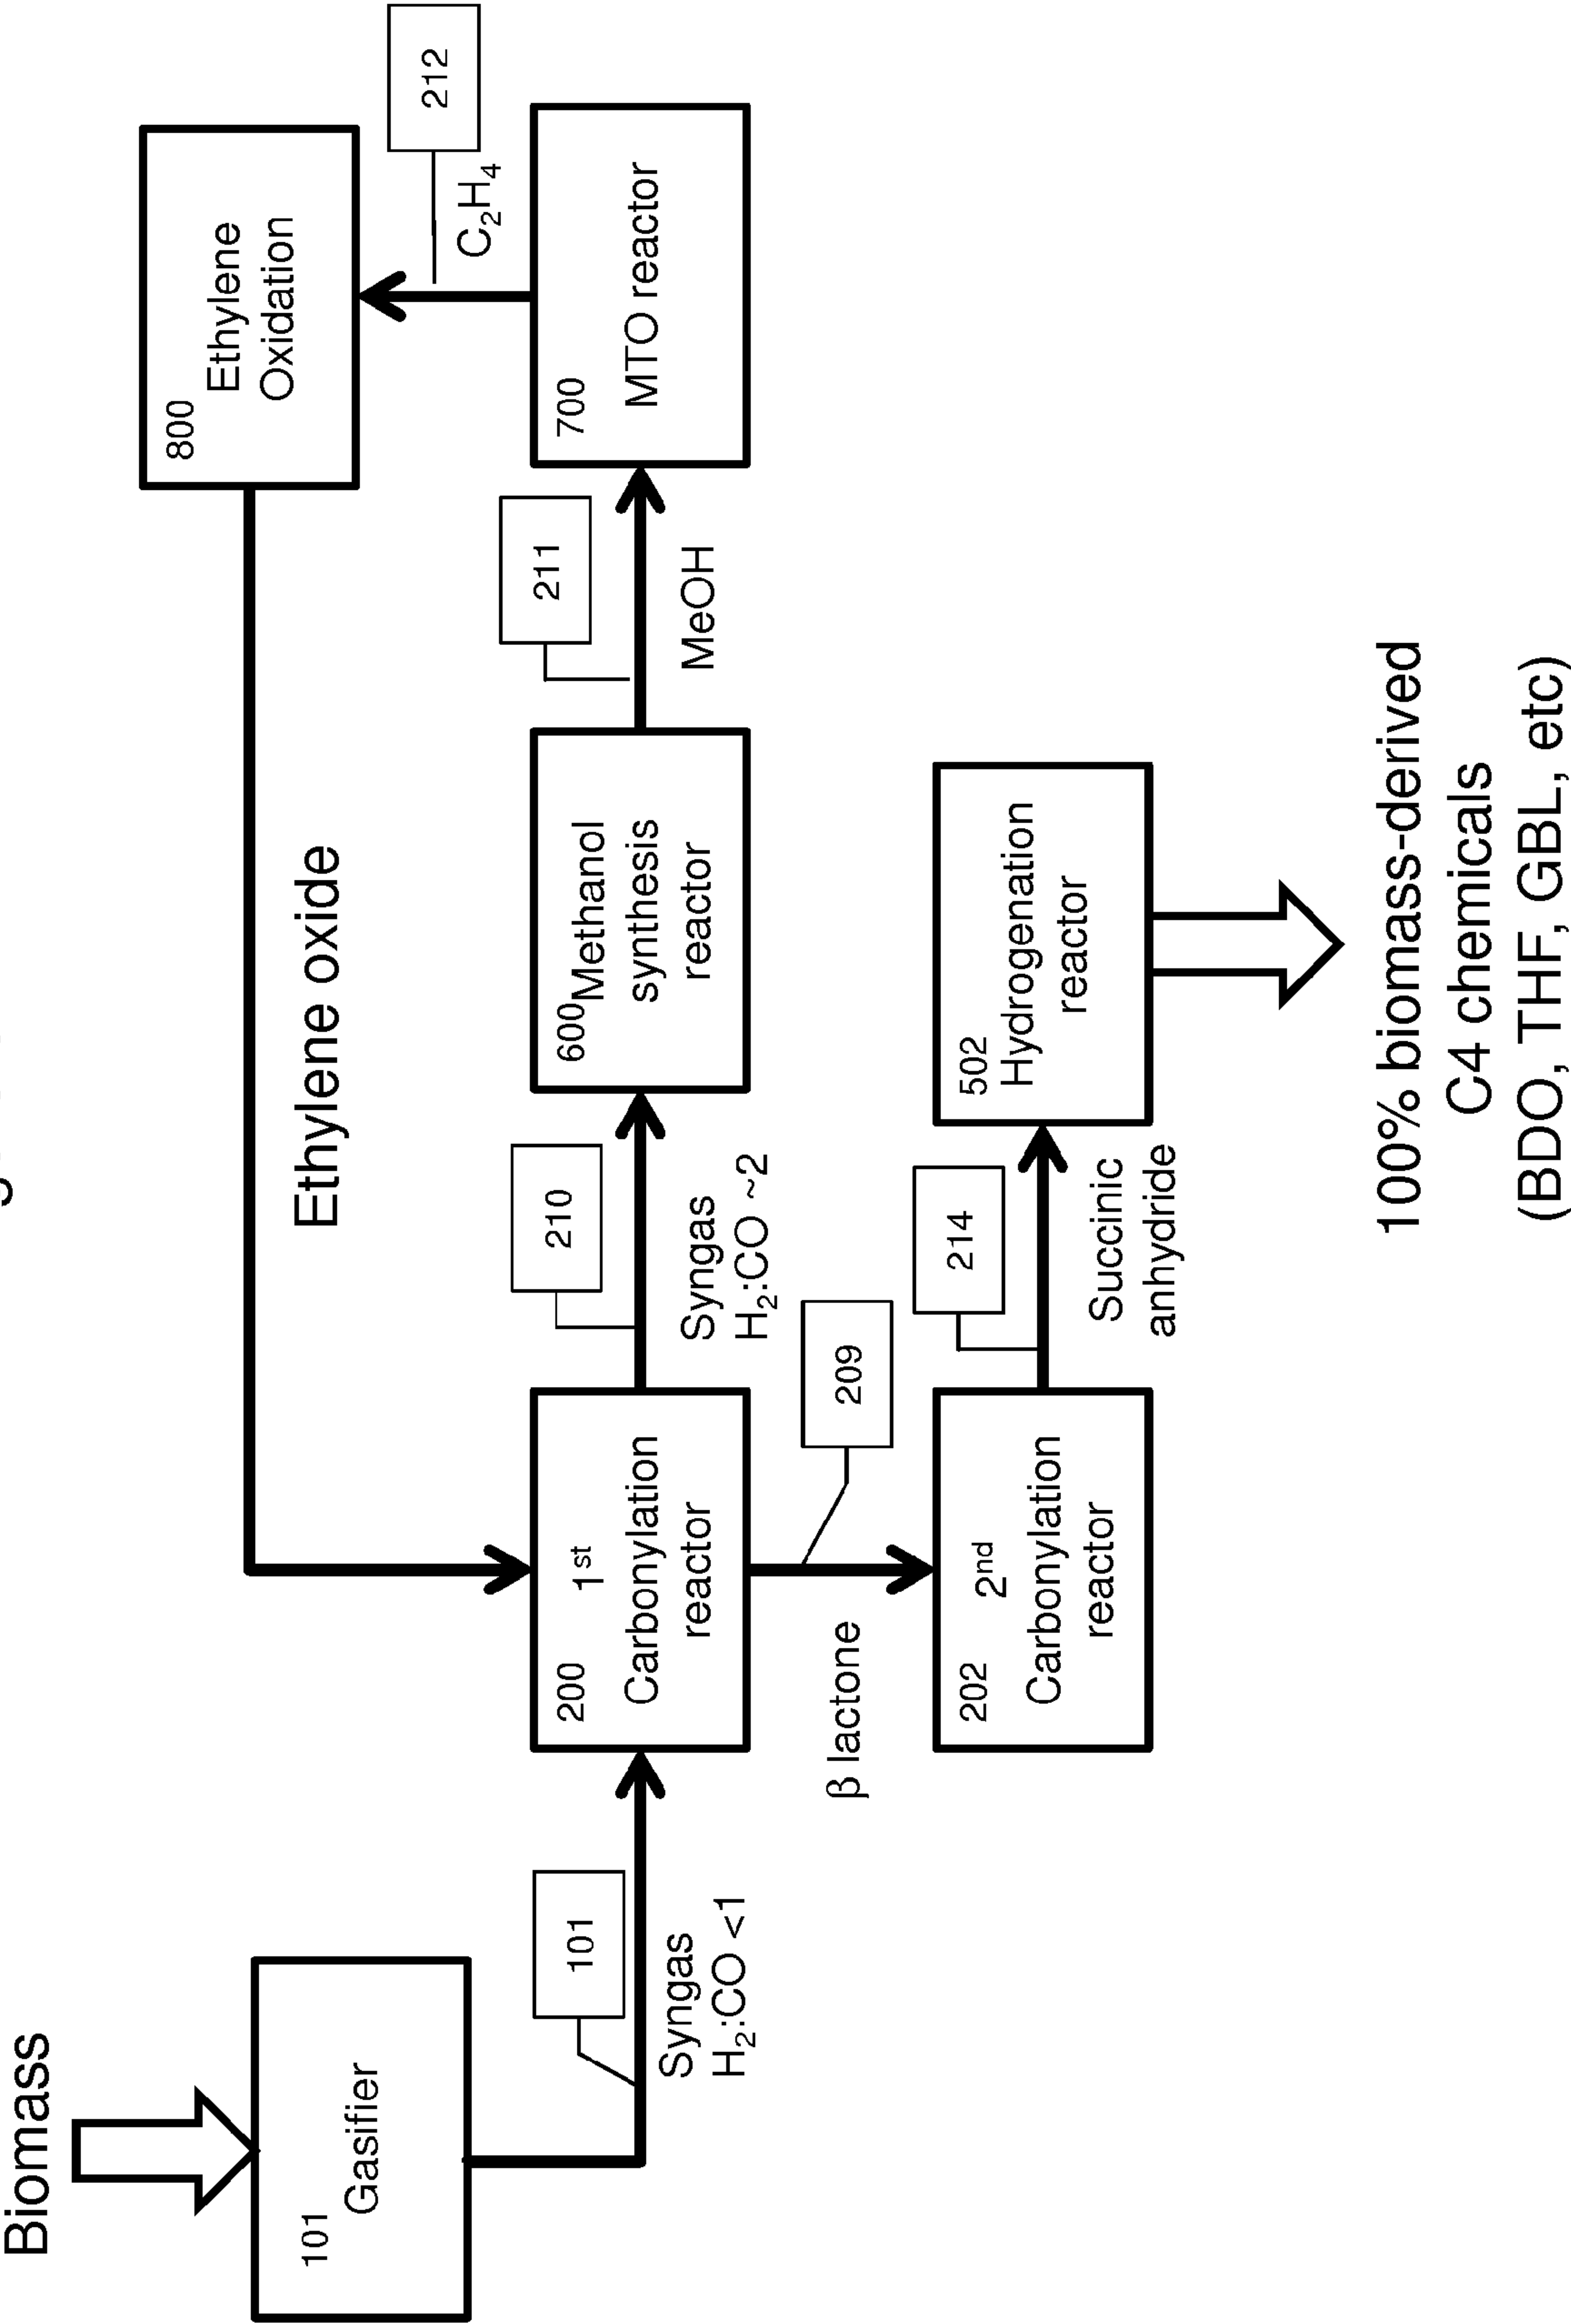 Biomass
101
Gasifier
101
Syngas
H₂:CO <1
Ethylene oxide
200 1st
Carbonylation
reactor
210
Syngas
H₂:CO ~2
600 Methanol
synthesis
reactor
211
MeOH
700
MTO reactor
212
C₂H₄
800
Ethylene
Oxidation
β lactone
209
202 2nd
Carbonylation
reactor
214
Succinic
anhydride
502
Hydrogenation
reactor
100% biomass-derived
C4 chemicals
(BDO, THF, GBL, etc)